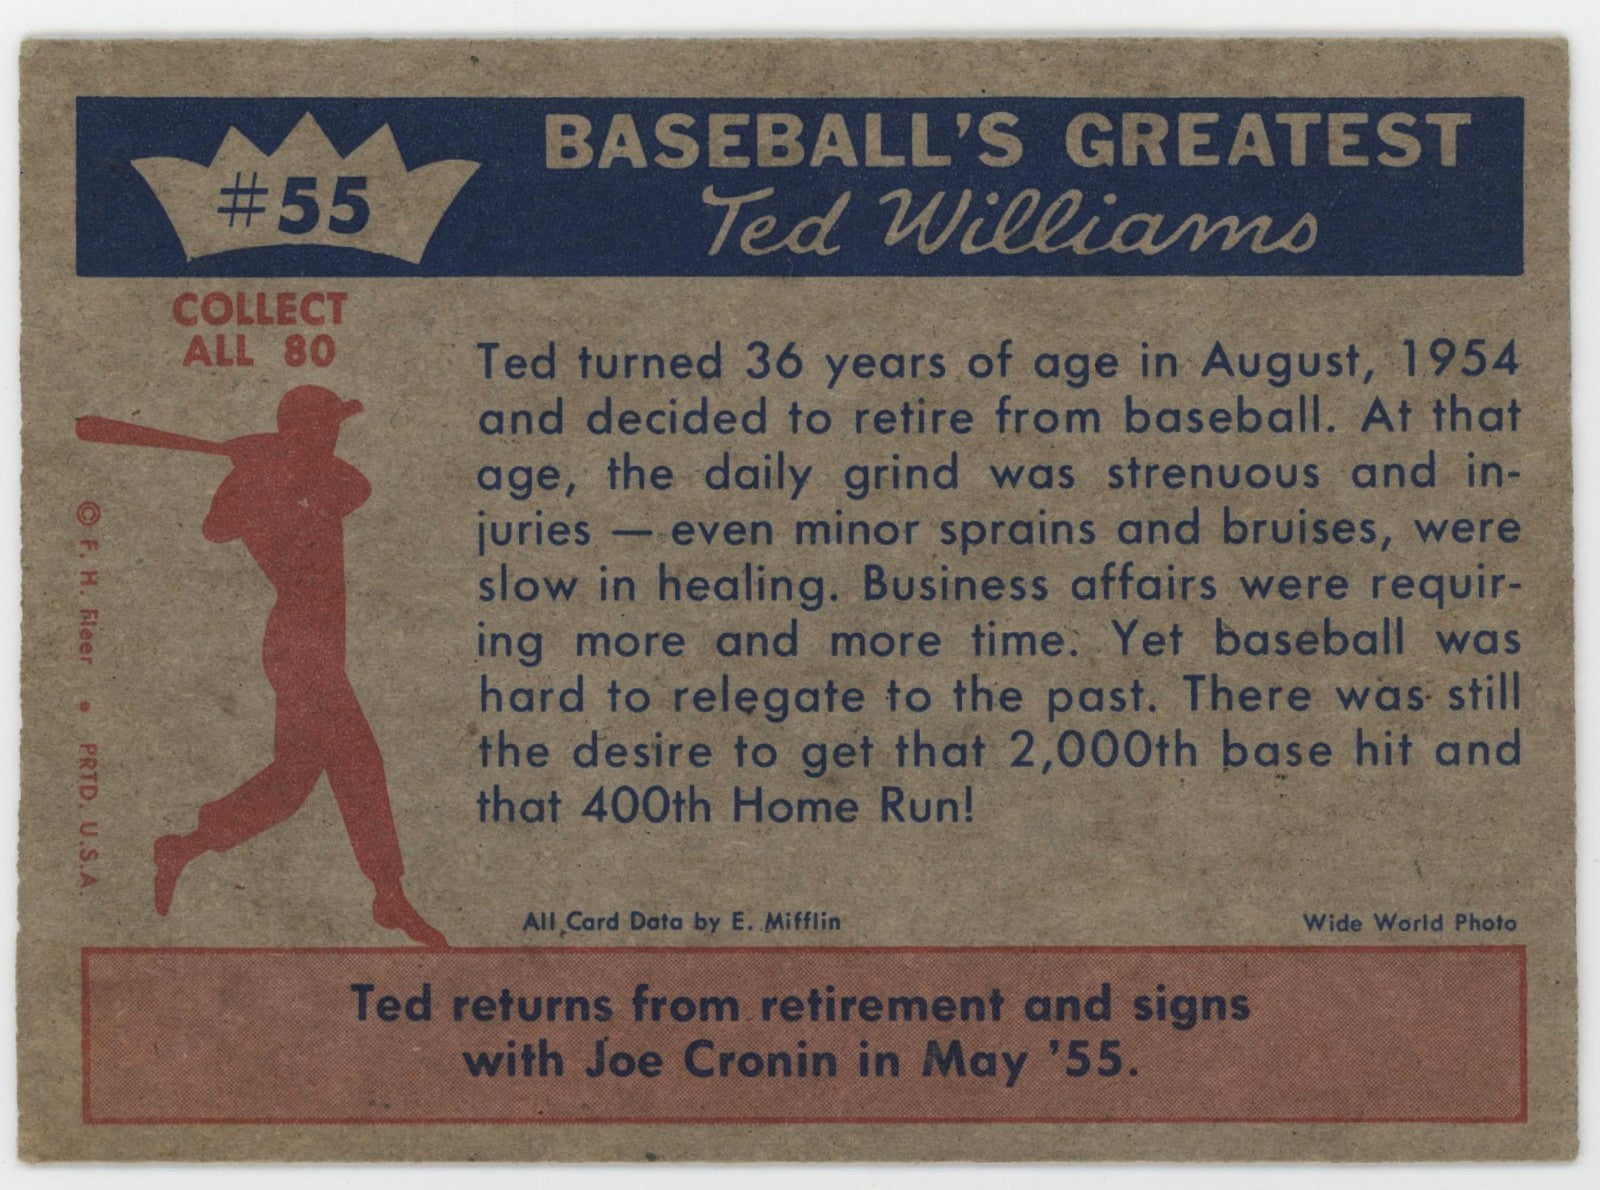 #55
BASEBALL'S GREATEST
Ted Williams
COLLECT
ALL 80
Ted turned 36 years of age in August, 1954
and decided to retire from baseball. At that
age, the daily grind was strenuous and in-
juries — even minor sprains and bruises, were
slow in healing. Business affairs were requir-
ing more and more time. Yet baseball was
hard to relegate to the past. There was still
the desire to get that 2,000th base hit and
that 400th Home Run!
© F. H. Fleer • PRTD. U.S.A.
All Card Data by E. Mifflin
Wide World Photo
Ted returns from retirement and signs
with Joe Cronin in May '55.